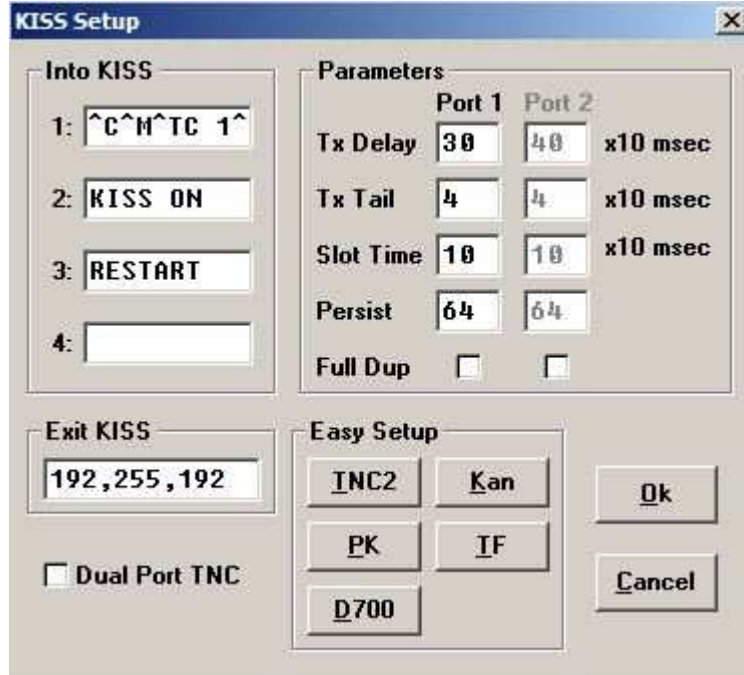 KISS Setup
Into KISS
1: ^C^M^TC 1^
2: KISS ON
3: RESTART
4:
Parameters
Port 1 Port 2
Tx Delay 30 40 x10 msec
Tx Tail 4 4 x10 msec
Slot Time 10 10 x10 msec
Persist 64 64
Full Dup
Exit KISS
192,255,192
Dual Port TNC
Easy Setup
TNC2 Kan
PK TF
D700
Ok
Cancel